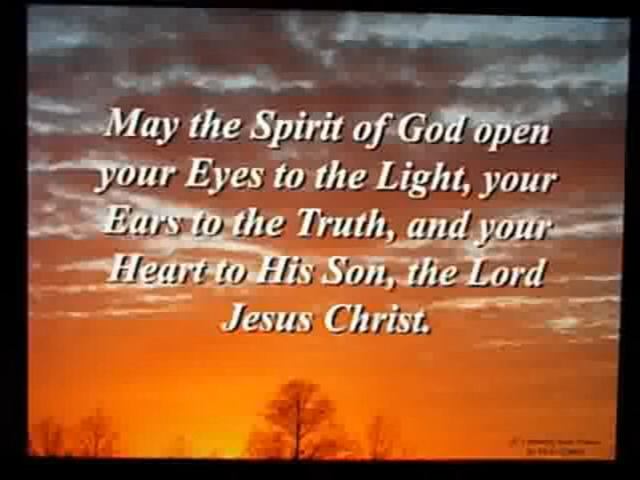 May the Spirit of God open
your Eyes to the Light, your
Ears to the Truth, and your
Heart to His Son, the Lord
Jesus Christ.